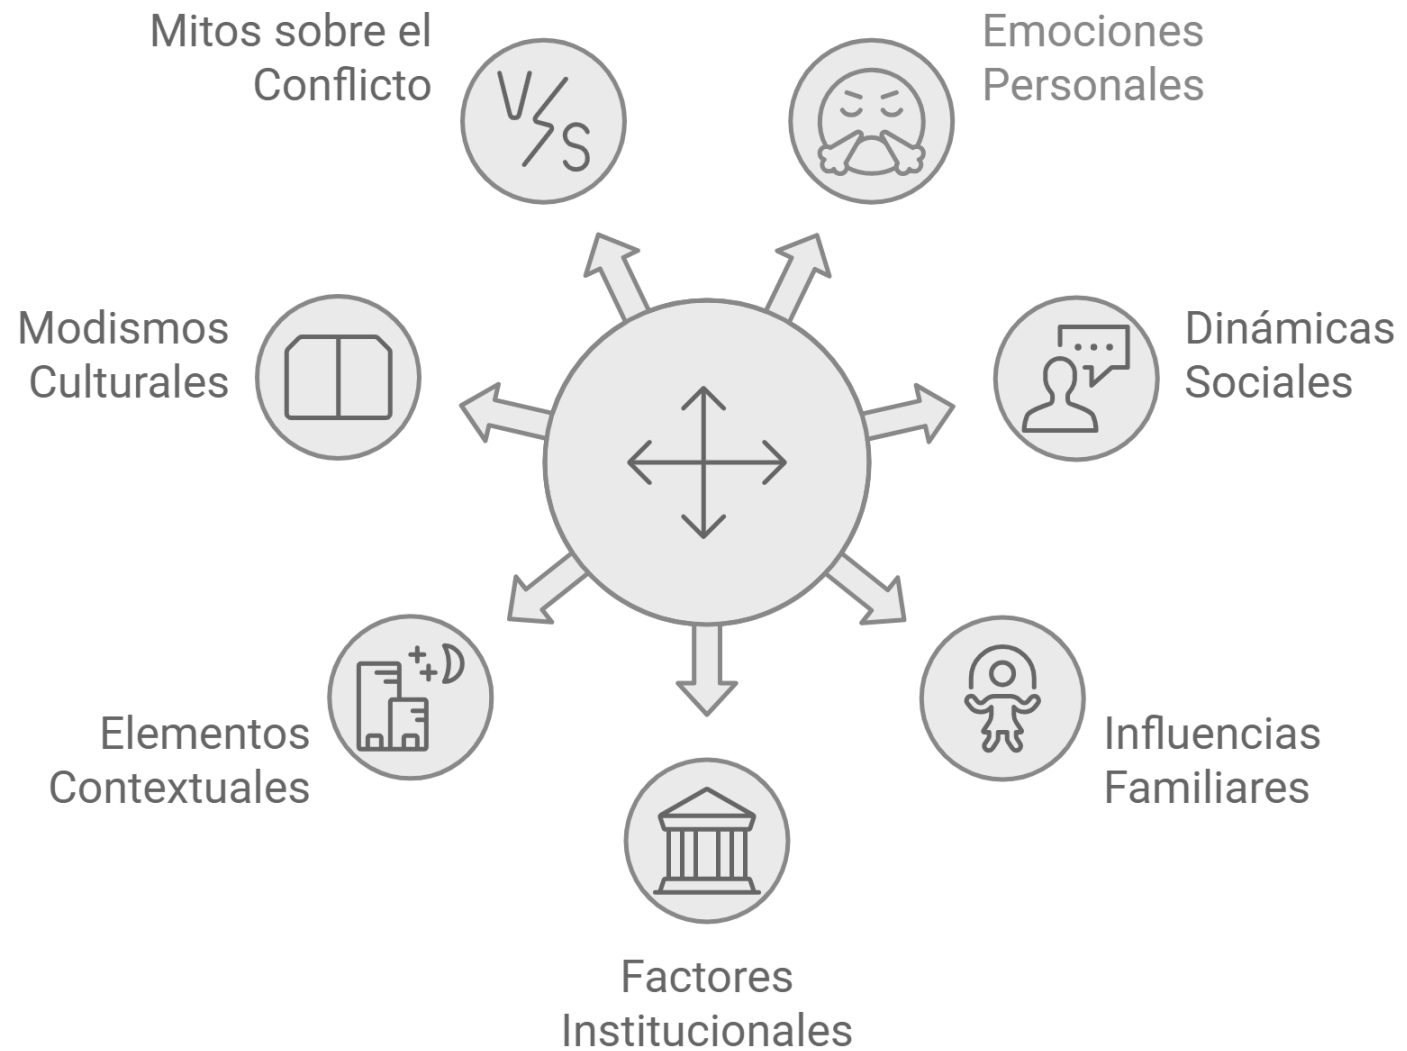 Mitos sobre el
Conflicto
Emociones
Personales
V/S
Modismos
Culturales
Dinámicas
Sociales
Elementos
Contextuales
Influencias
Familiares
Factores
Institucionales